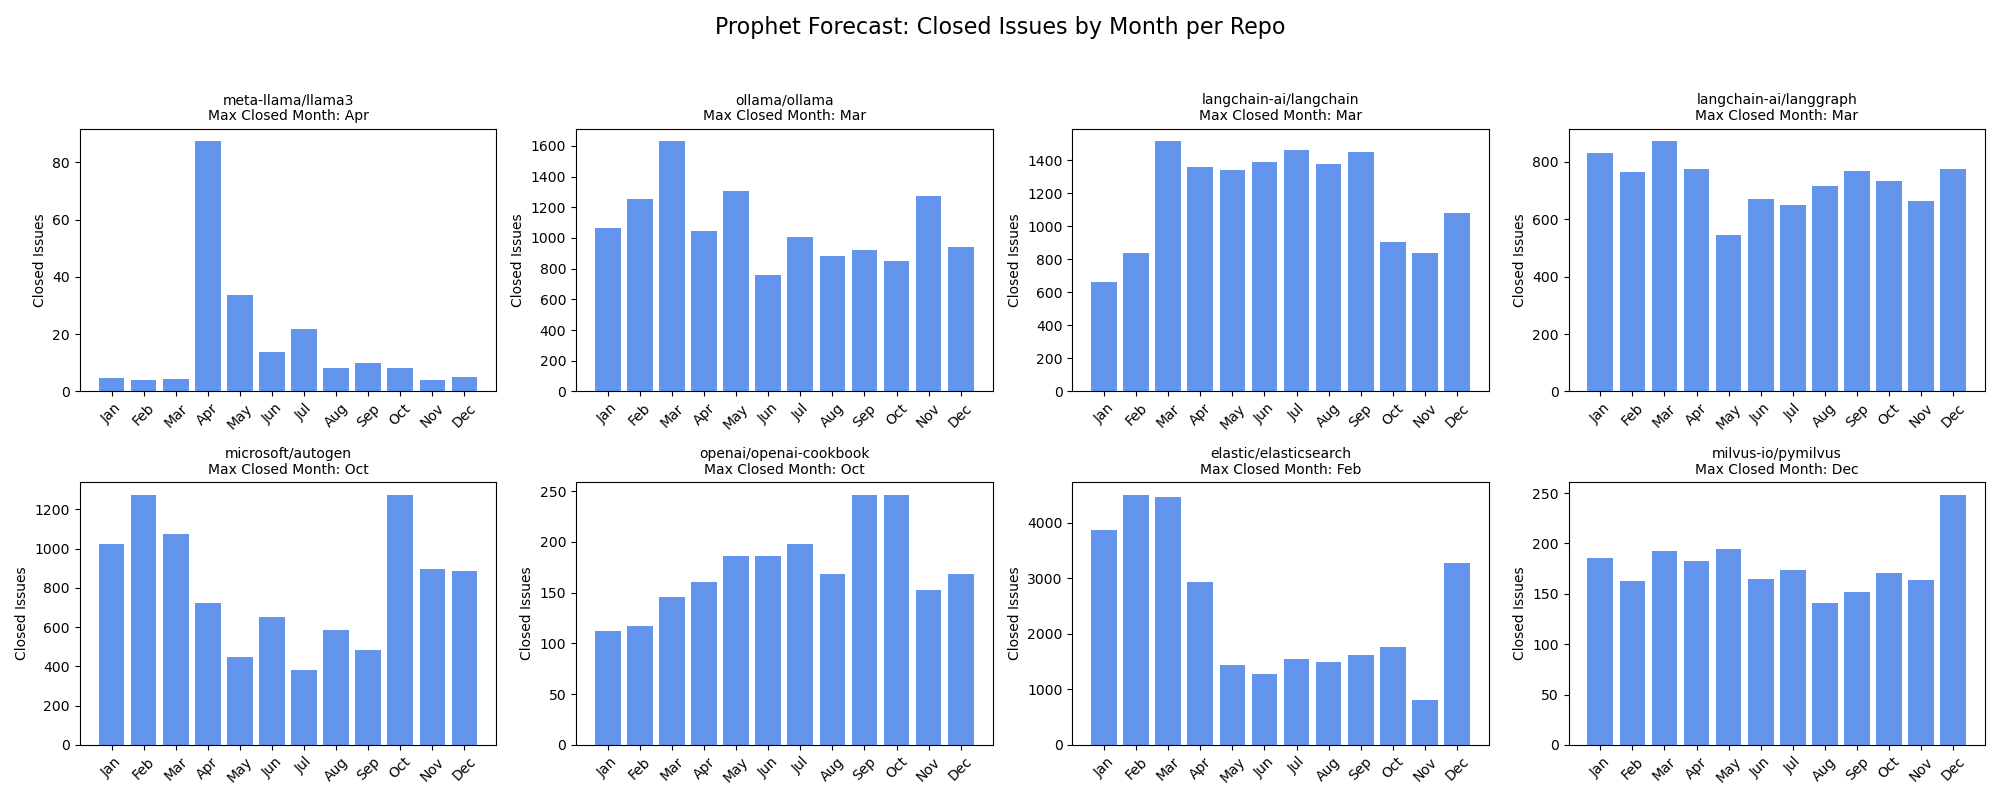 Prophet Forecast: Closed Issues by Month per Repo
meta-llama/llama3
Max Closed Month: Apr
Closed Issues
80
60
40
20
0
Jan Feb Mar Apr May Jun Jul Aug Sep Oct Nov Dec
ollama/ollama
Max Closed Month: Mar
Closed Issues
1600
1400
1200
1000
800
600
400
200
0
Jan Feb Mar Apr May Jun Jul Aug Sep Oct Nov Dec
langchain-ai/langchain
Max Closed Month: Mar
Closed Issues
1400
1200
1000
800
600
400
200
0
Jan Feb Mar Apr May Jun Jul Aug Sep Oct Nov Dec
langchain-ai/langgraph
Max Closed Month: Mar
Closed Issues
800
600
400
200
0
Jan Feb Mar Apr May Jun Jul Aug Sep Oct Nov Dec
microsoft/autogen
Max Closed Month: Oct
Closed Issues
1200
1000
800
600
400
200
0
Jan Feb Mar Apr May Jun Jul Aug Sep Oct Nov Dec
openai/openai-cookbook
Max Closed Month: Oct
Closed Issues
250
200
150
100
50
0
Jan Feb Mar Apr May Jun Jul Aug Sep Oct Nov Dec
elastic/elasticsearch
Max Closed Month: Feb
Closed Issues
4000
3000
2000
1000
0
Jan Feb Mar Apr May Jun Jul Aug Sep Oct Nov Dec
milvus-io/pymilvus
Max Closed Month: Dec
Closed Issues
250
200
150
100
50
0
Jan Feb Mar Apr May Jun Jul Aug Sep Oct Nov Dec